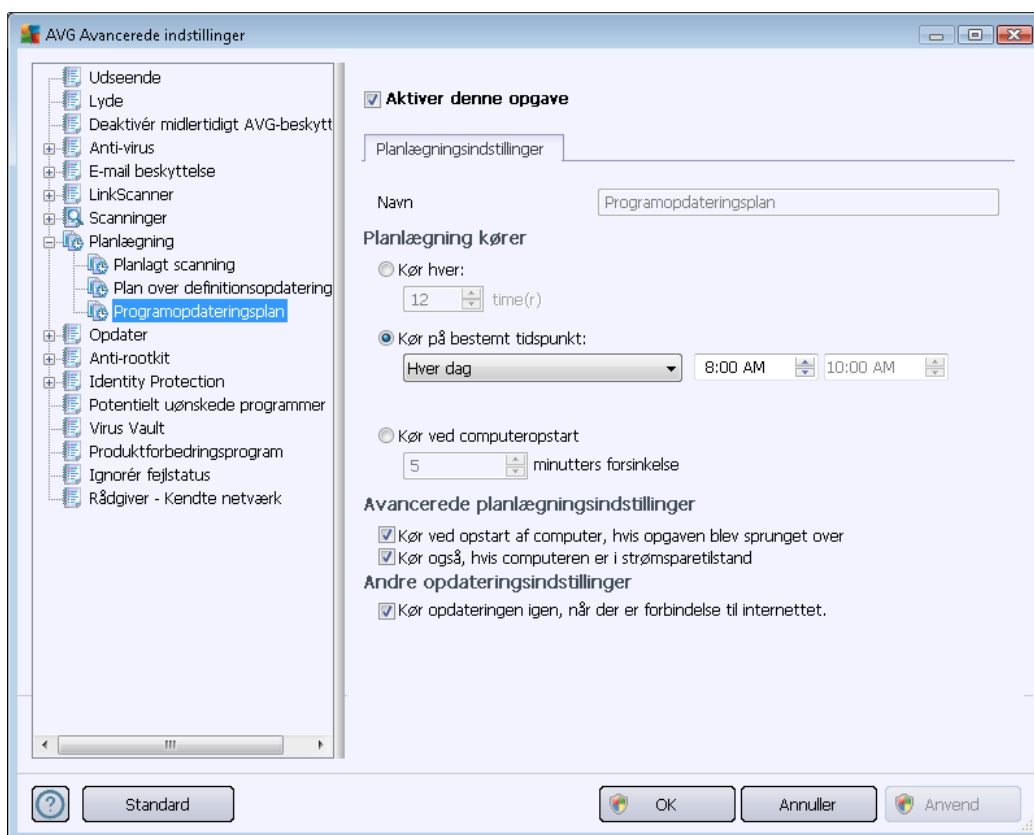 AVG Avancerede indstillinger
Udseende
Lyde
Deaktivér midlertidigt AVG-beskytt
Anti-virus
E-mail beskyttelse
LinkScanner
Scanninger
Planlægning
Planlagt scanning
Plan over definitionsopdatering
Programopdateringsplan
Opdater
Anti-rootkit
Identity Protection
Potentielt uønskede programmer
Virus Vault
Produktforbedringsprogram
Ignorér fejlstatus
Rådgiver - Kendte netværk
Aktiver denne opgave
Planlægningsindstillinger
Navn Programopdateringsplan
Planlægning kører
Kør hver:
12 time(r)
Kør på bestemt tidspunkt:
Hver dag 8:00 AM 10:00 AM
Kør ved computeropstart
5 minutters forsinkelse
Avancerede planlægningsindstillinger
Kør ved opstart af computer, hvis opgaven blev sprunget over
Kør også, hvis computeren er i strømsparetilstand
Andre opdateringsindstillinger
Kør opdateringen igen, når der er forbindelse til internettet.
? Standard OK Annuller Anvend